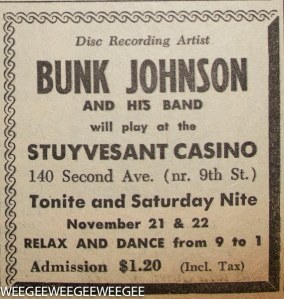 Disc Recording Artist
BUNK JOHNSON
AND HIS BAND
will play at the
STUYVESANT CASINO
140 Second Ave. (nr. 9th St.)
Tonite and Saturday Nite
November 21 & 22
RELAX AND DANCE from 9 to 1
Admission $1.20 (Incl. Tax)
WEEGEEWEEGEEWEEGEE